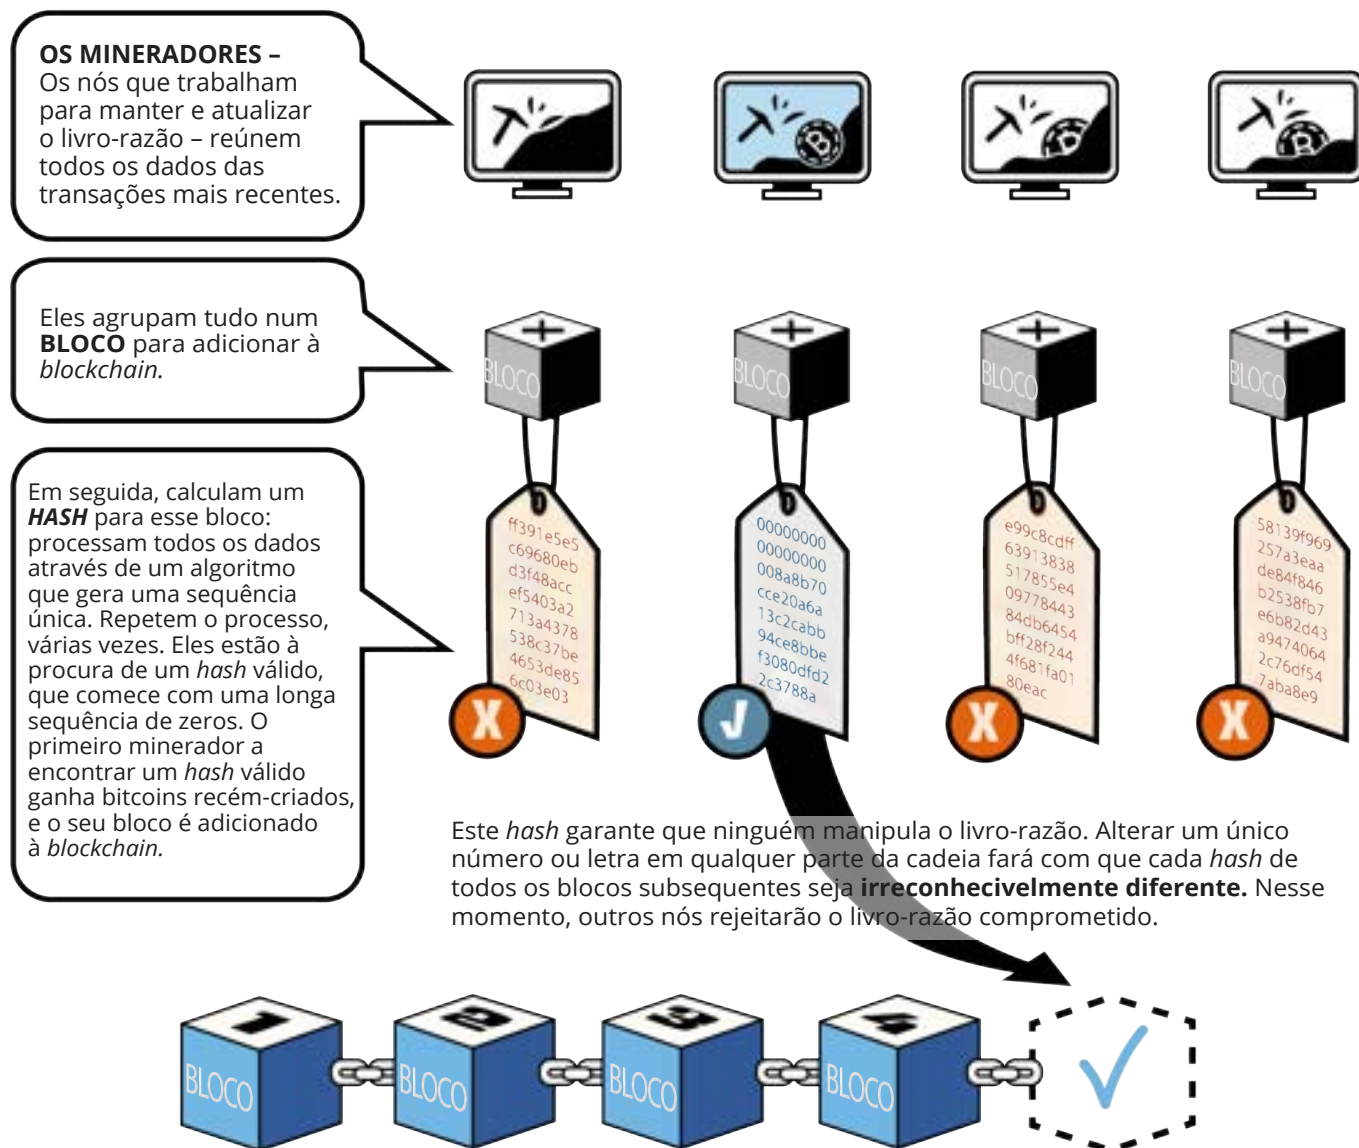 OS MINERADORES –
Os nós que trabalham
para manter e atualizar
o livro-razão – reúnem
todos os dados das
transações mais recentes.
Eles agrupam tudo num
BLOCO para adicionar à
blockchain.
BLOCO
BLOCO
BLOCO
BLOCO
Em seguida, calculam um
HASH para esse bloco:
processam todos os dados
através de um algoritmo
que gera uma sequência
única. Repetem o processo,
várias vezes. Eles estão à
procura de um hash válido,
que comece com uma longa
sequência de zeros. O
primeiro minerador a
encontrar um hash válido
ganha bitcoins recém-criados,
e o seu bloco é adicionado
à blockchain.
ff391e5e5
c69680eb
d3f48acc
ef5403a2
713a4378
538c37be
4653de85
6c03e03
X
00000000
00000000
008a8b70
cce20a6a
13c2cabb
94ce8bbe
f3080dfd2
2c3788a
J
e99c8cdff
63913838
517855e4
09778443
84db6454
bff28f244
4f681fa01
80eac
X
58139f969
257a3eaa
de84f846
b2538fb7
e6b82d43
a9474064
2c76df54
7aba8e9
X
Este hash garante que ninguém manipula o livro-razão. Alterar um único
número ou letra em qualquer parte da cadeia fará com que cada hash de
todos os blocos subsequentes seja irreconhecivelmente diferente. Nesse
momento, outros nós rejeitarão o livro-razão comprometido.
1
BLOCO
2
BLOCO
3
BLOCO
4
BLOCO